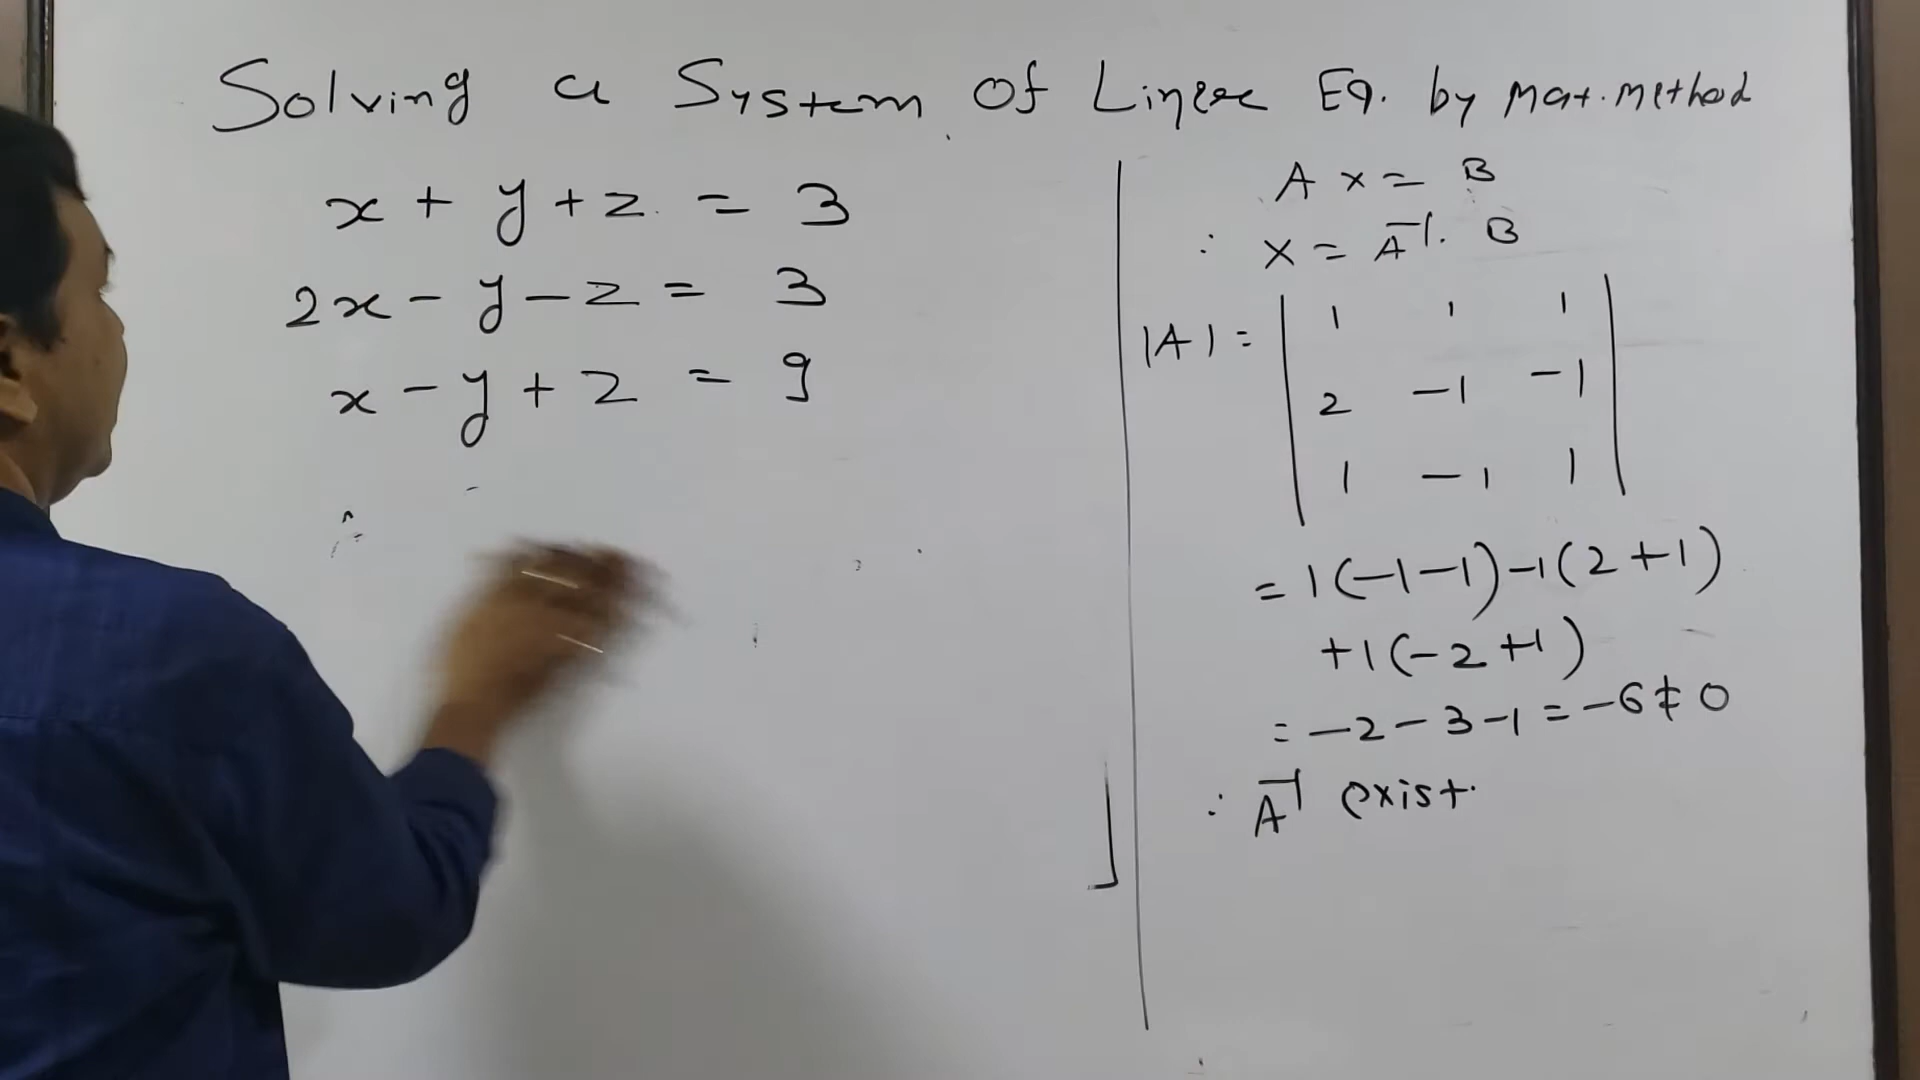 Solving a System Of Linear Eq. by Mat. method
x + y + z = 3
2x - y - z = 3
x - y + z = 9
A x = B
∴ x = A⁻¹. B
|A| = | 1 1 1
2 -1 -1
1 -1 1 |
= 1(-1-1)-1(2+1)
+1(-2+1)
= -2-3-1 = -6 ≠ 0
∴ A⁻¹ exist.